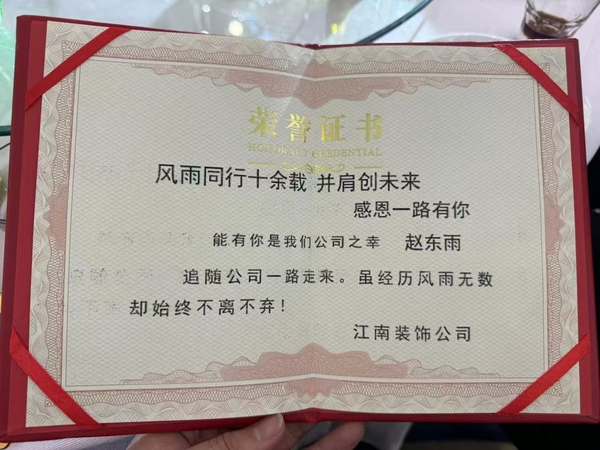 荣誉证书
HONORARY CREDENTIAL
风雨同行十余载 并肩创未来
感恩一路有你
能有你是我们公司之幸 赵东雨
追随公司一路走来。虽经历风雨无数
却始终不离不弃!
江南装饰公司